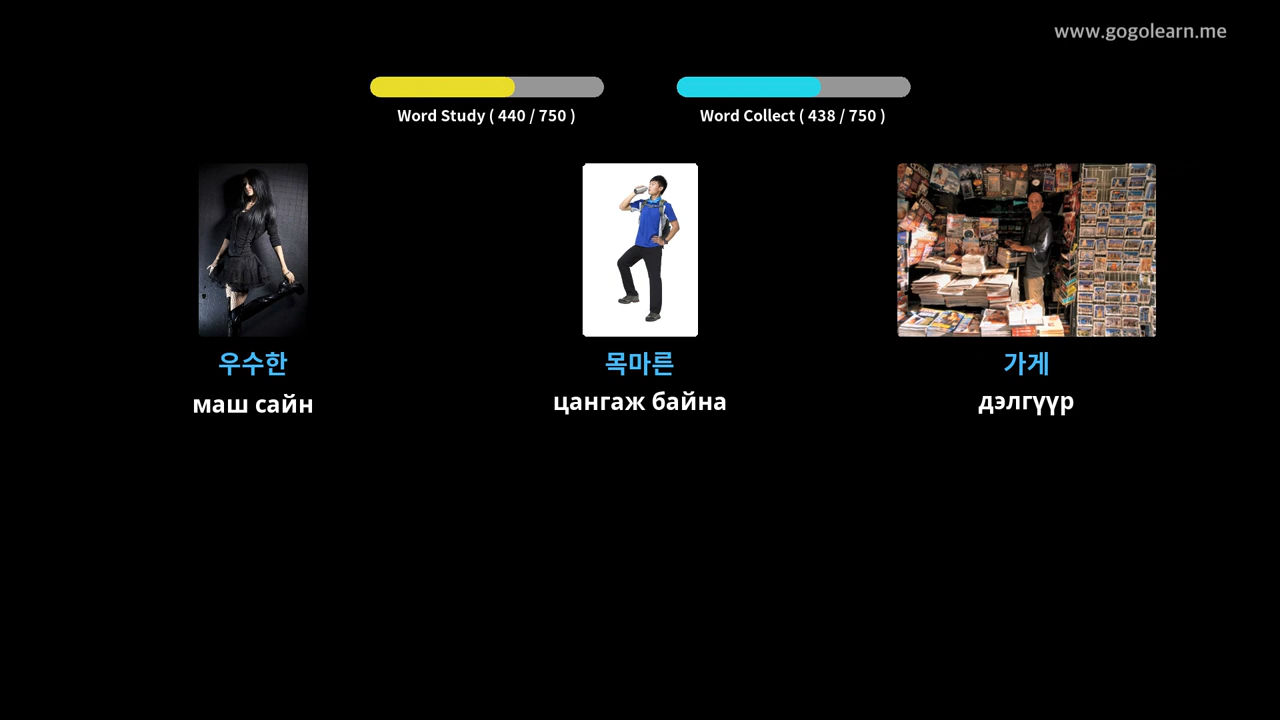 www.gogolearn.me
Word Study ( 440 / 750 )
Word Collect ( 438 / 750 )
우수한
маш сайн
목마른
цангаж байна
가게
дэлгүүр